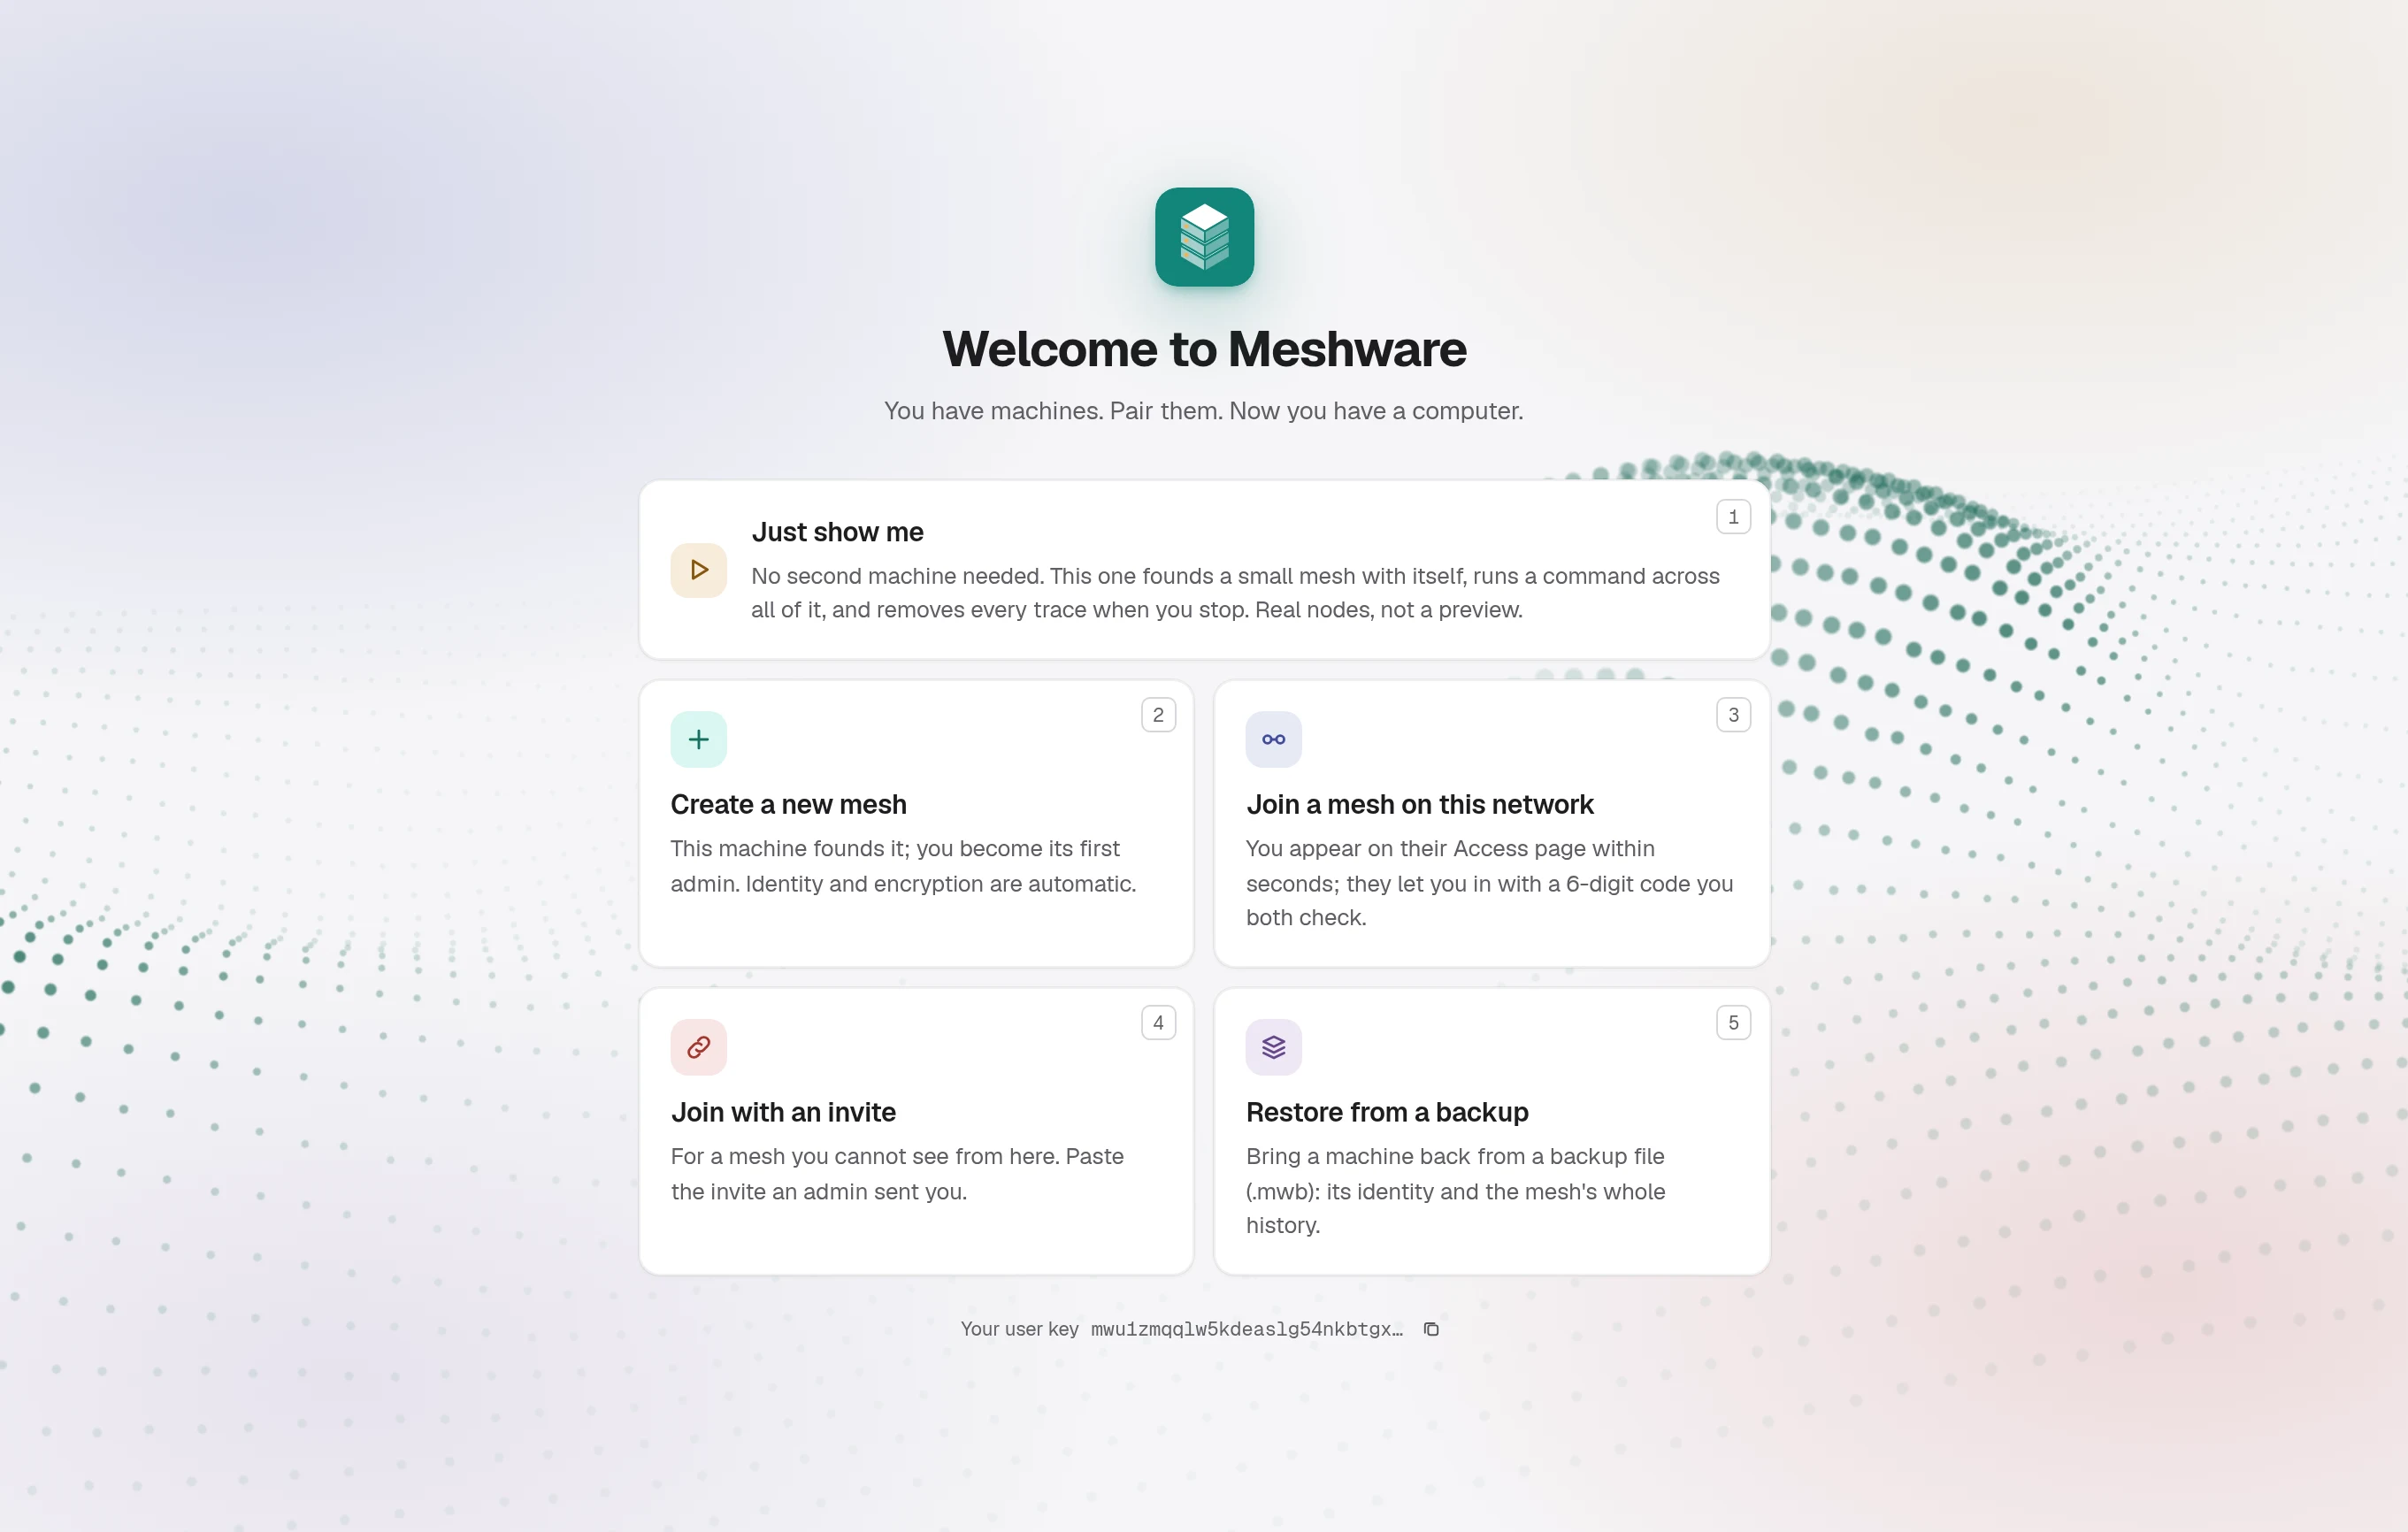 Welcome to Meshware
You have machines. Pair them. Now you have a computer.
1
Just show me
No second machine needed. This one founds a small mesh with itself, runs a command across
all of it, and removes every trace when you stop. Real nodes, not a preview.
2
Create a new mesh
This machine founds it; you become its first
admin. Identity and encryption are automatic.
3
Join a mesh on this network
You appear on their Access page within
seconds; they let you in with a 6-digit code you
both check.
4
Join with an invite
For a mesh you cannot see from here. Paste
the invite an admin sent you.
5
Restore from a backup
Bring a machine back from a backup file
(.mwb): its identity and the mesh's whole
history.
Your user key mwu1zmqqlw5kdeaslg54nkbtgx…